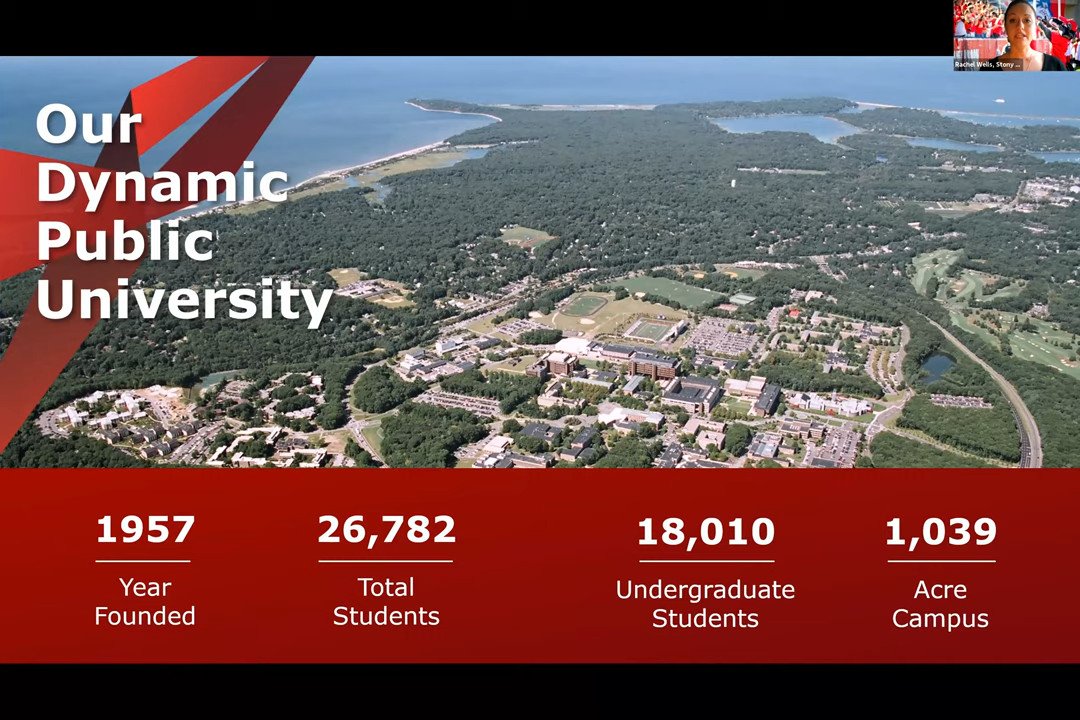 Rachel Wells, Stony ...
Our
Dynamic
Public
University
1957
Year
Founded
26,782
Total
Students
18,010
Undergraduate
Students
1,039
Acre
Campus